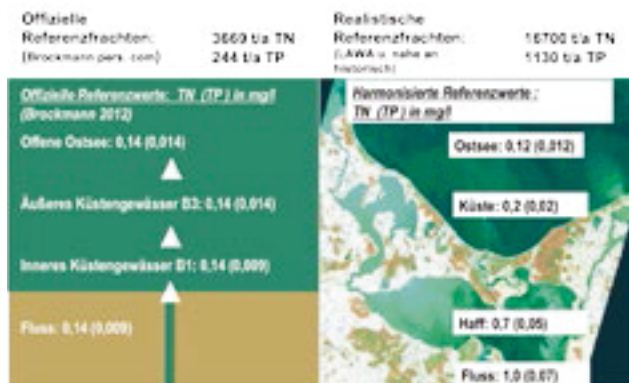 Offizielle
Referenzfrachten: 3660 t/a TN
(Brockmann pers. com) 244 t/a TP
Offizielle Referenzwerte: TN (TP) in mg/l
(Brockmann 2012)
Offene Ostsee: 0,14 (0,014)
Äußeres Küstengewässer B3: 0,14 (0,014)
Inneres Küstengewässer B1: 0,14 (0,009)
Fluss: 0,14 (0,009)
Realistische
Referenzfrachten: 16700 t/a TN
(LAWA u. nahe an 1130 t/a TP
historisch)
Harmonisierte Referenzwerte :
TN (TP) in mg/l
Ostsee: 0,12 (0,012)
Küste: 0,2 (0,02)
Haff: 0,7 (0,05)
Fluss: 1,0 (0,07)